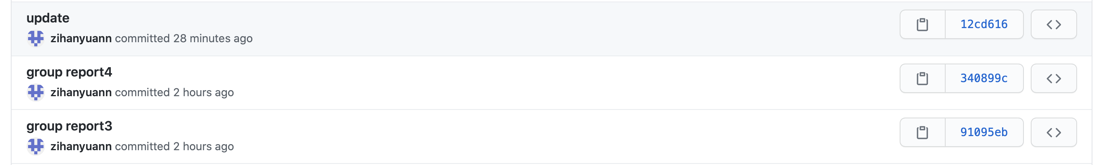 update
12cd616
zihanyuann committed 28 minutes ago
group report4
340899c
zihanyuann committed 2 hours ago
group report3
91095eb
zihanyuann committed 2 hours ago